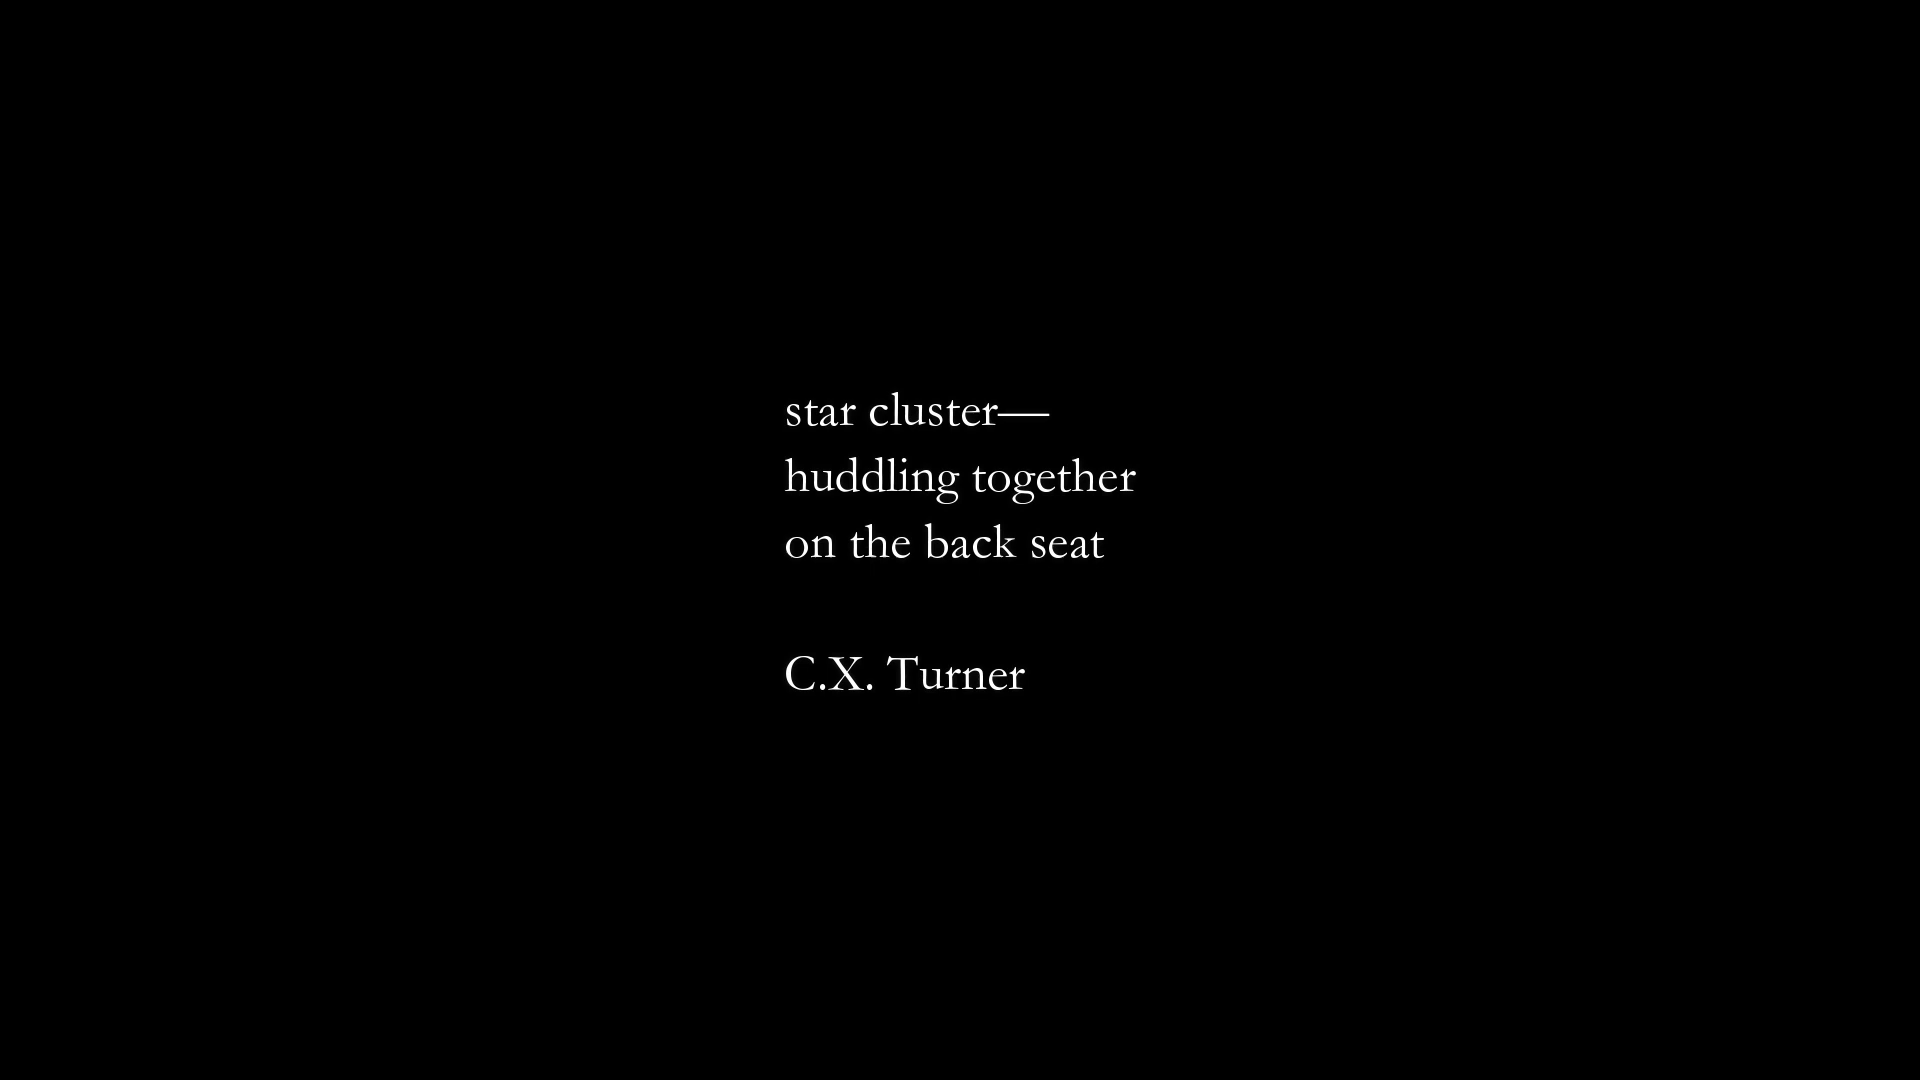 star cluster—
huddling together
on the back seat
C.X. Turner